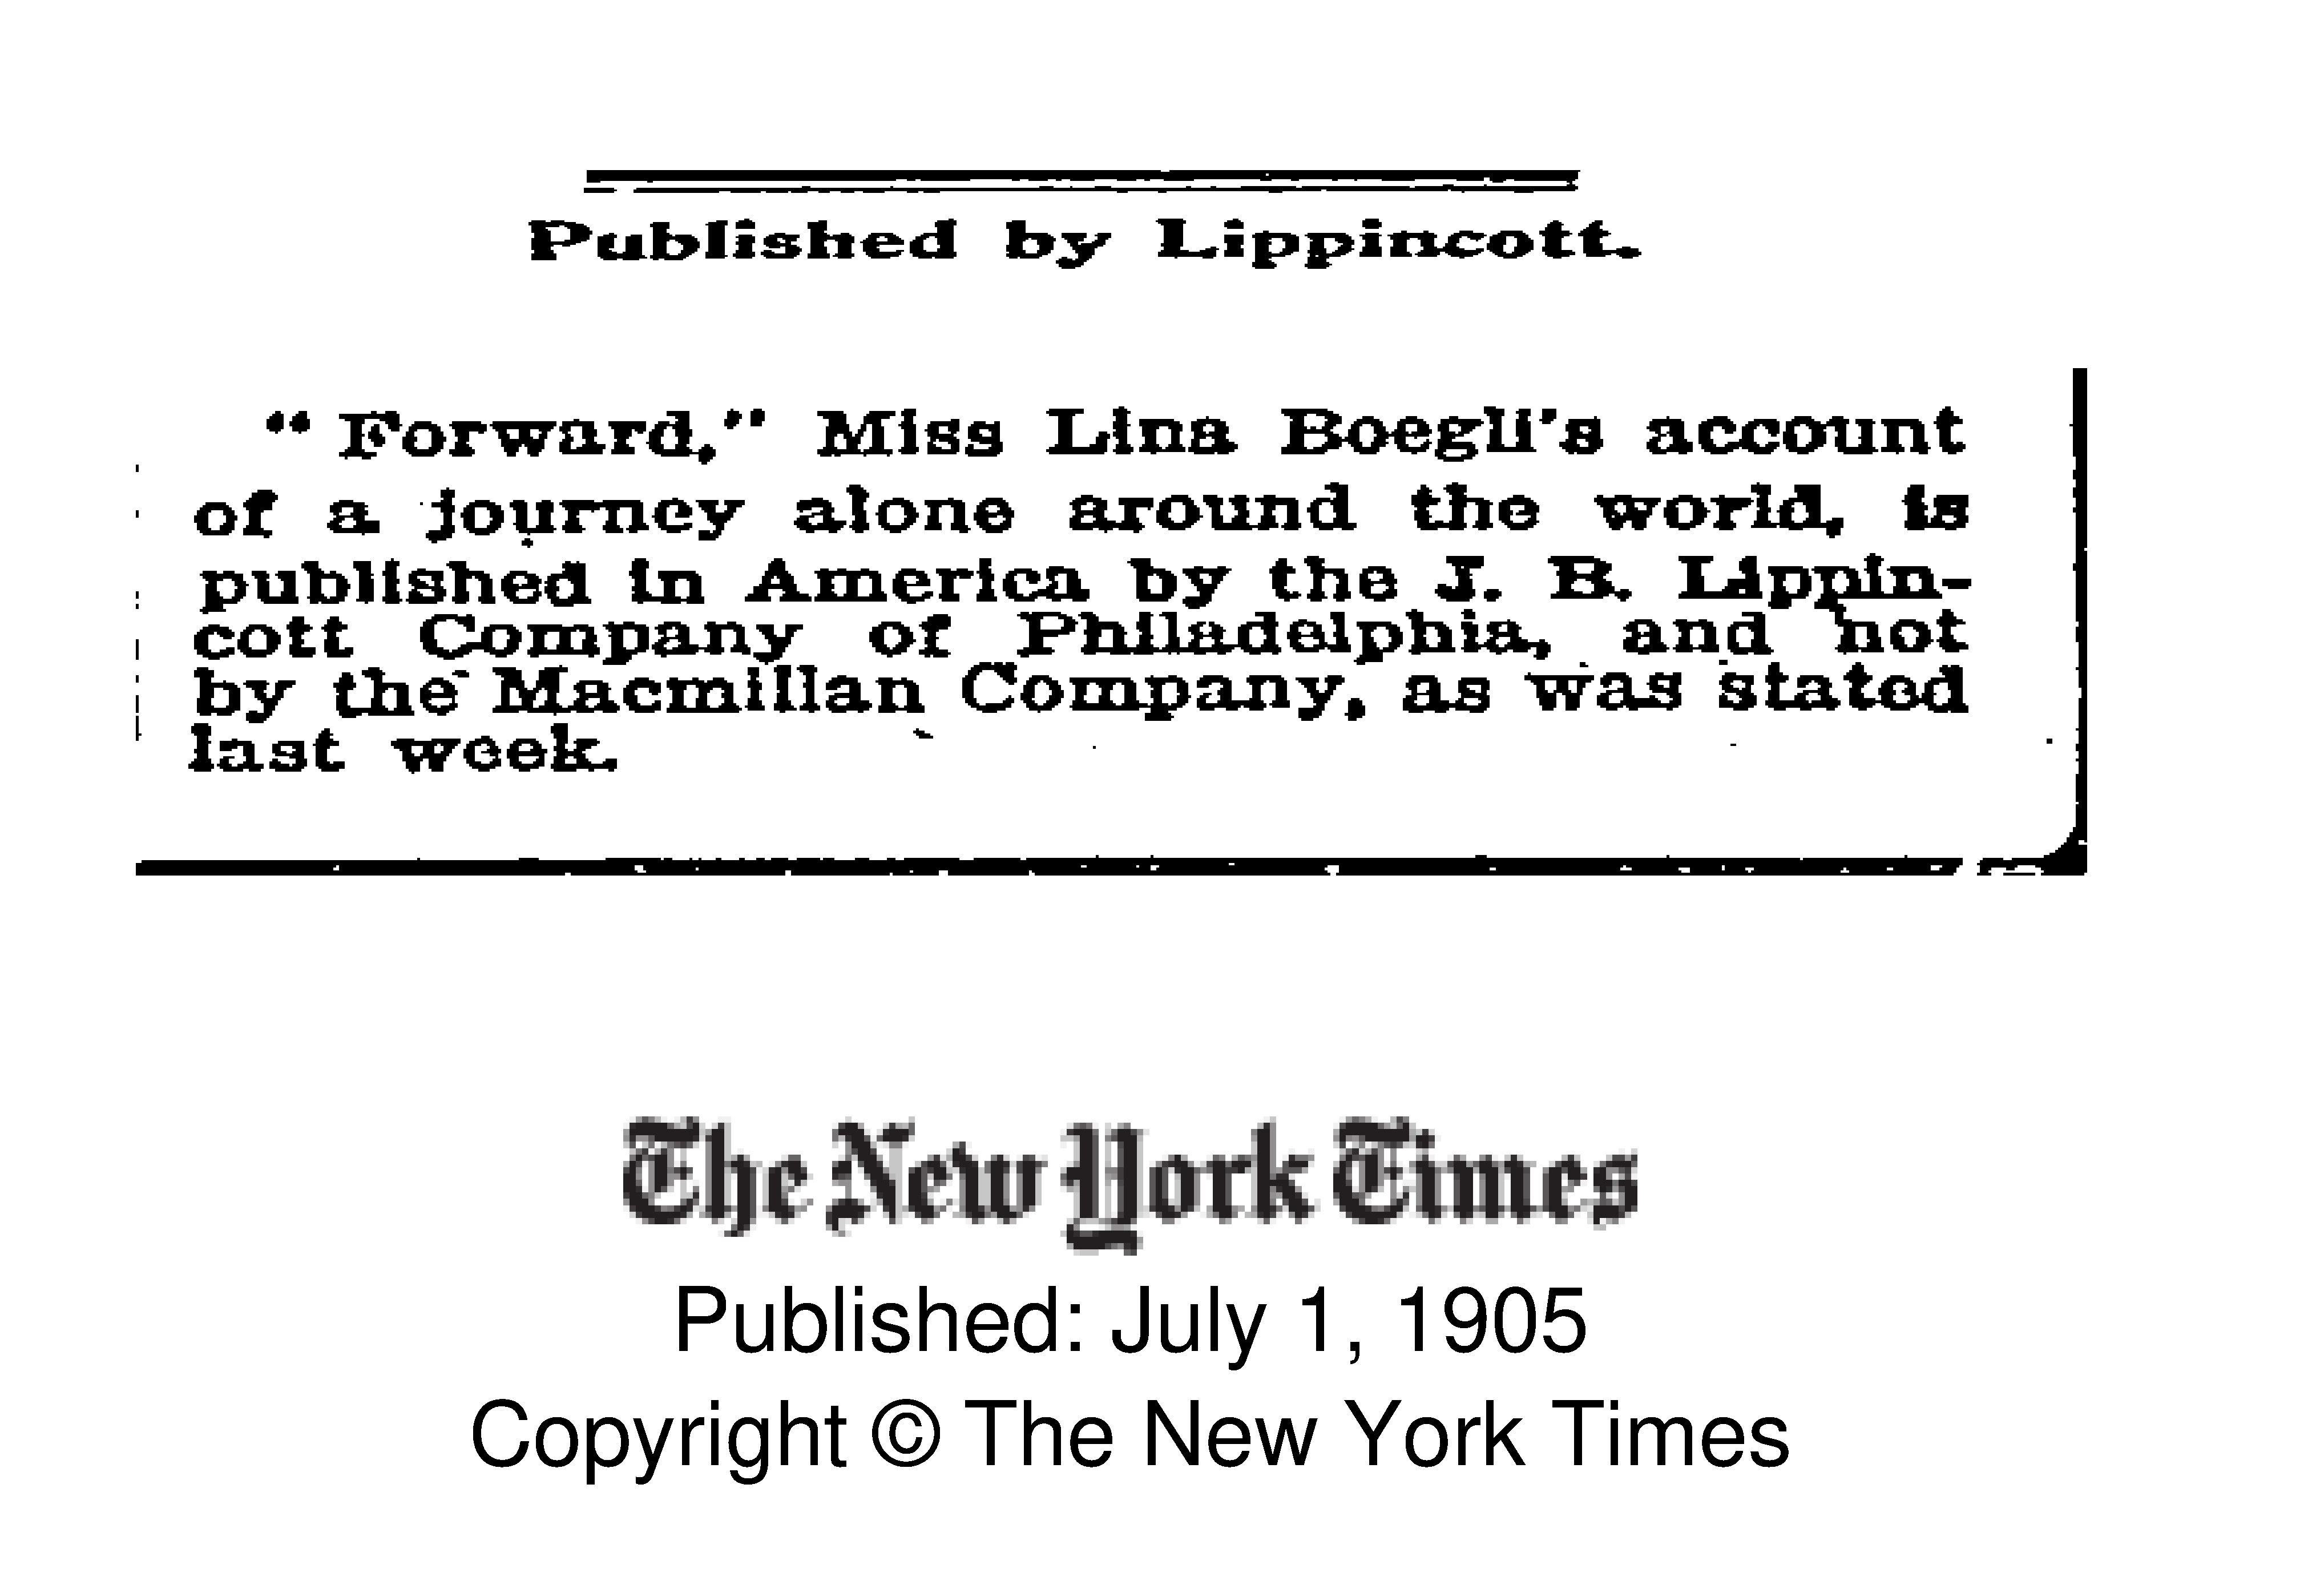 Published by Lippincott.
"Forward," Miss Lina Boegli's account
of a journey alone around the world, is
published in America by the J. B. Lippin-
cott Company of Philadelphia, and not
by the Macmillan Company, as was stated
last week.
The New York Times
Published: July 1, 1905
Copyright © The New York Times